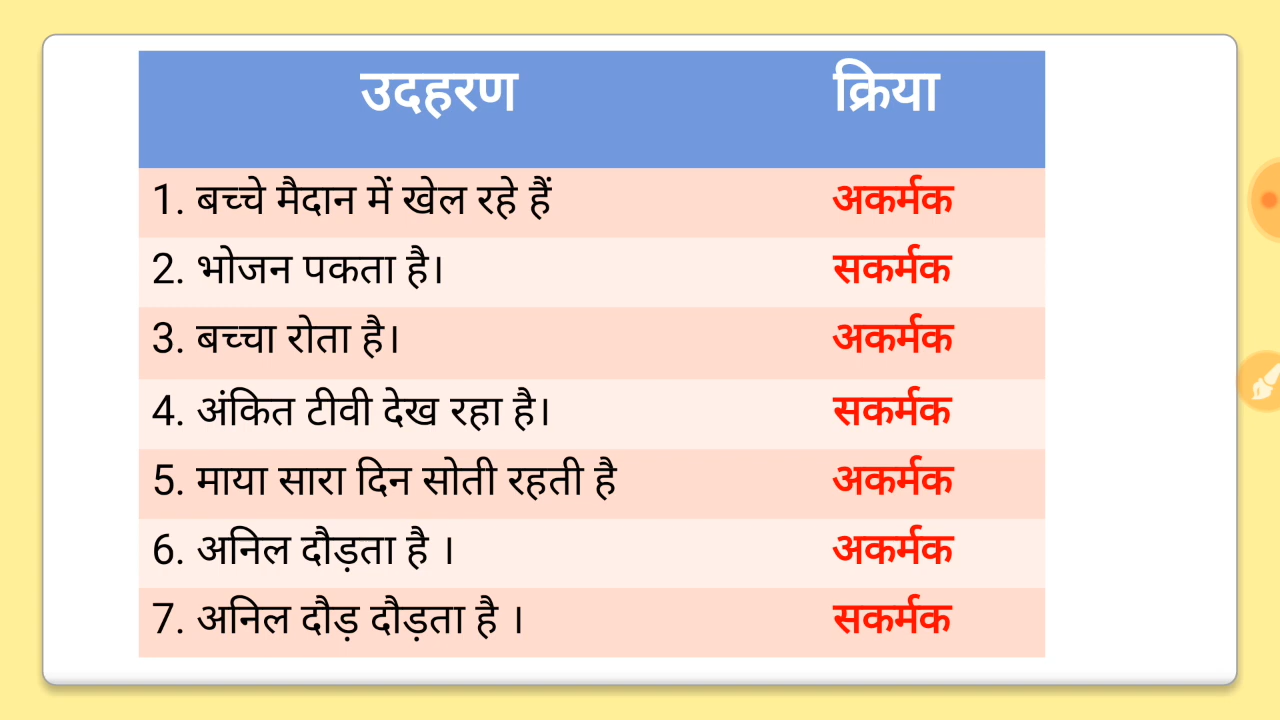 उदहरण क्रिया
1. बच्चे मैदान में खेल रहे हैं अकर्मक
2. भोजन पकता है। सकर्मक
3. बच्चा रोता है। अकर्मक
4. अंकित टीवी देख रहा है। सकर्मक
5. माया सारा दिन सोती रहती है अकर्मक
6. अनिल दौड़ता है । अकर्मक
7. अनिल दौड़ दौड़ता है । सकर्मक